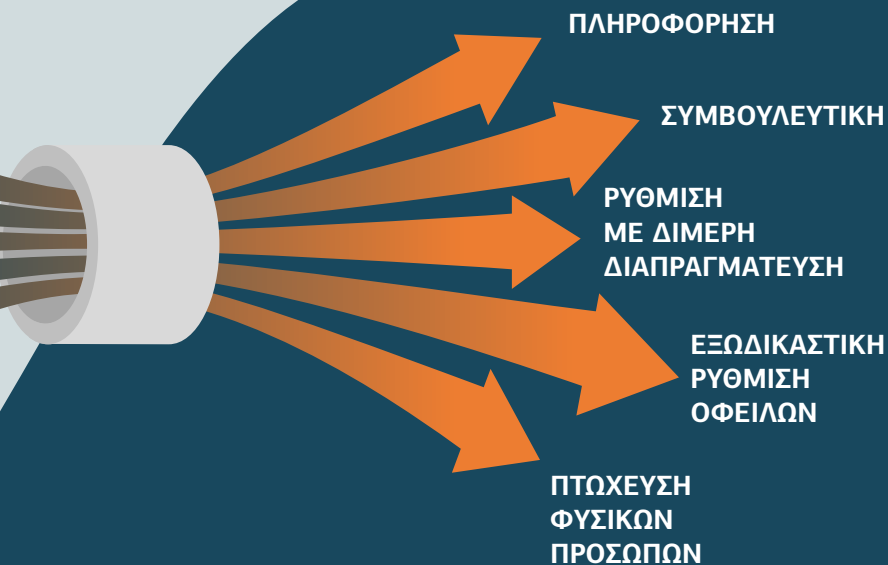 ΠΛΗΡΟΦΟΡΗΣΗ
ΣΥΜΒΟΥΛΕΥΤΙΚΗ
ΡΥΘΜΙΣΗ
ΜΕ ΔΙΜΕΡΗ
ΔΙΑΠΡΑΓΜΑΤΕΥΣΗ
ΕΞΩΔΙΚΑΣΤΙΚΗ
ΡΥΘΜΙΣΗ
ΟΦΕΙΛΩΝ
ΠΤΩΧΕΥΣΗ
ΦΥΣΙΚΩΝ
ΠΡΟΣΩΠΩΝ